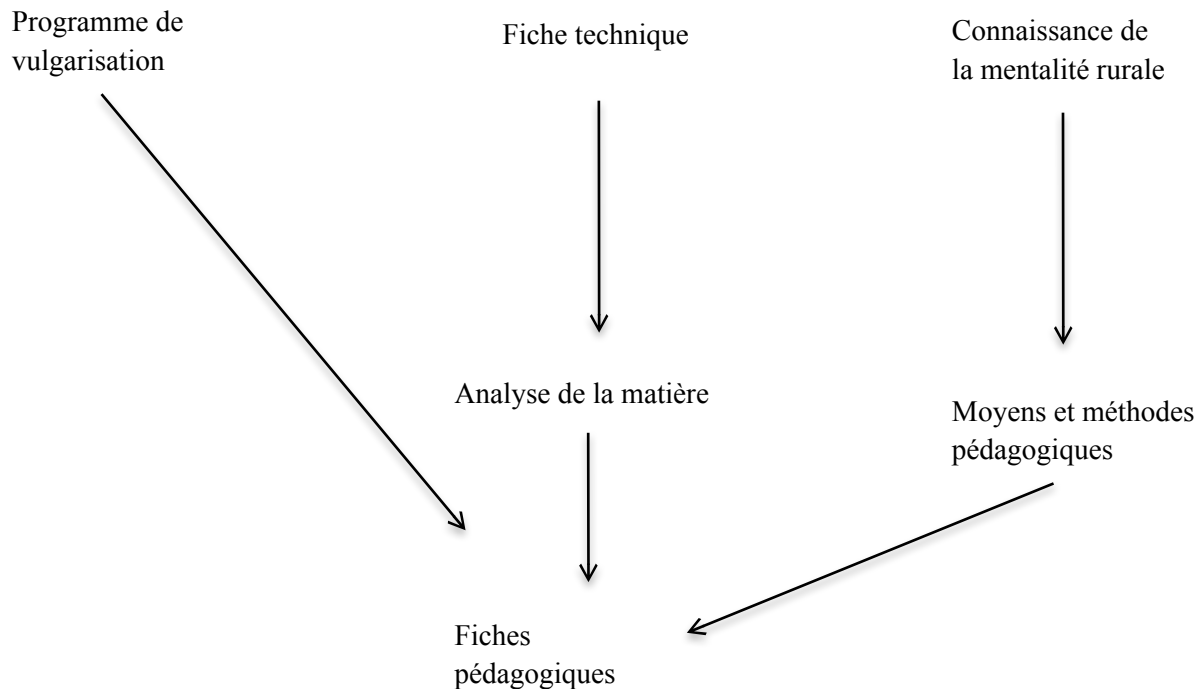 Programme de
vulgarisation
Fiche technique
Connaissance de
la mentalité rurale
Analyse de la matière
Moyens et méthodes
pédagogiques
Fiches
pédagogiques